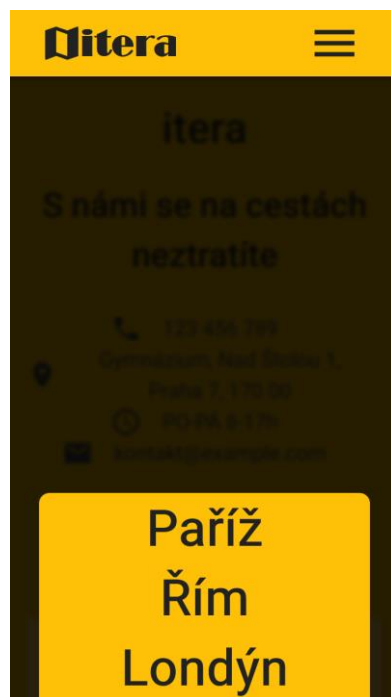 itera
itera
S námi se na cestách
neztratíte
123 456 789
Gymnázium, Nad Štolou 1,
Praha 7, 170 00
PO-PÁ 8-17h
kontakt@example.com
Paříž
Řím
Londýn